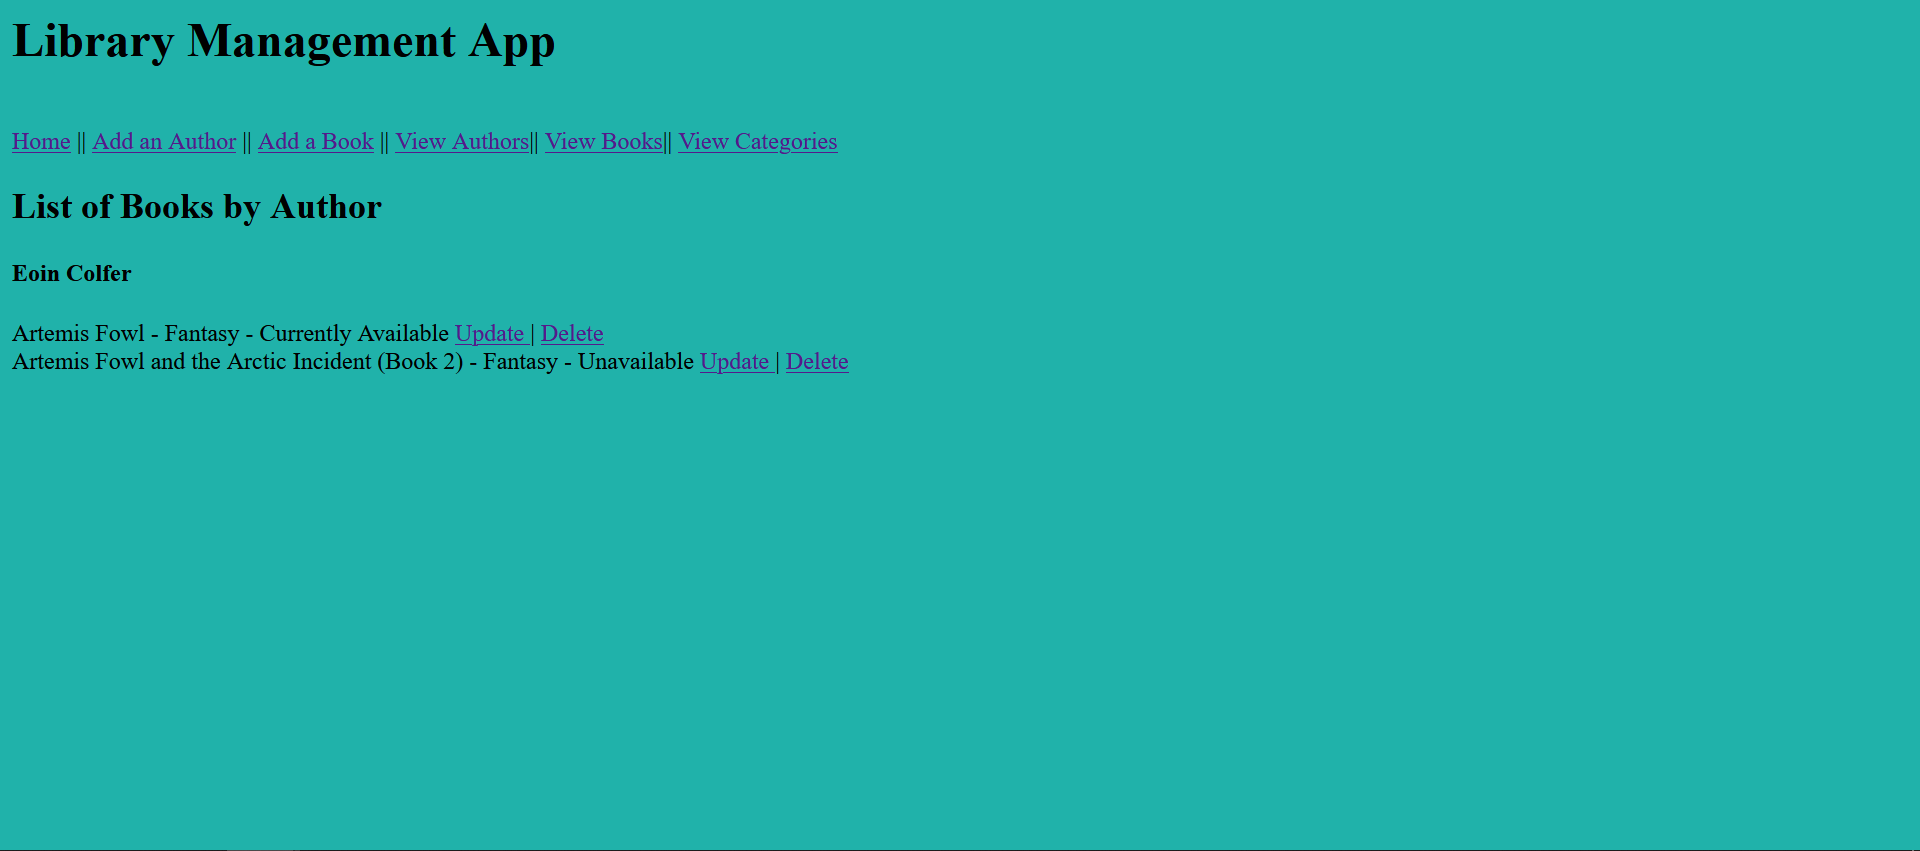 Library Management App
Home || Add an Author || Add a Book || View Authors|| View Books|| View Categories
List of Books by Author
Eoin Colfer
Artemis Fowl - Fantasy - Currently Available Update | Delete
Artemis Fowl and the Arctic Incident (Book 2) - Fantasy - Unavailable Update | Delete